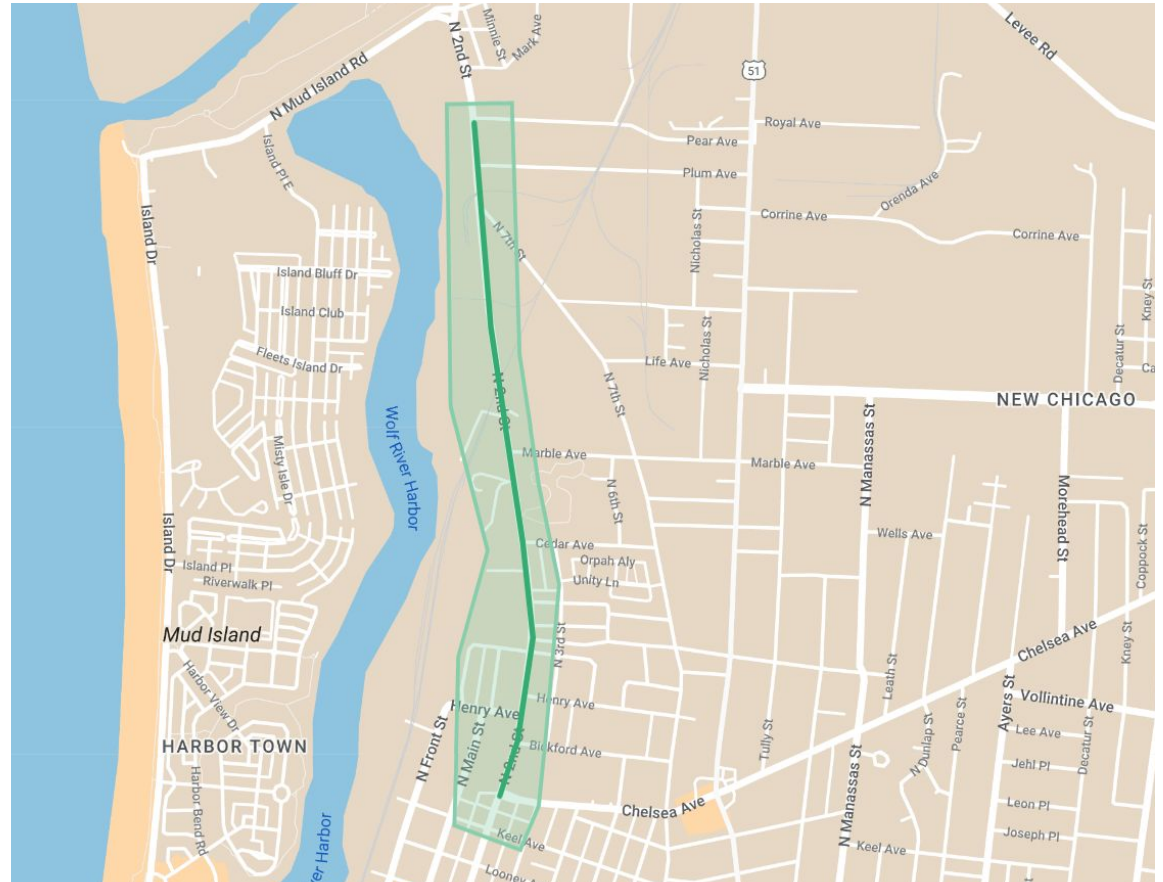 Minnie St
Mark Ave
N 2nd St
Levee Rd
N Mud Island Rd
51
Royal Ave
Pear Ave
Island Pl E
Plum Ave
Orenda Ave
Corrine Ave
Corrine Ave
Island Dr
N 7th St
Nicholas St
Island Bluff Dr
Kney St
Island Club
Fleets Island Dr
Life Ave
Nicholas St
Decatur St
Ca
N 2nd St
N 7th St
NEW CHICAGO
Wolf River Harbor
Misty Isle Dr
Marble Ave
Marble Ave
N Manassas St
N 6th St
Morehead St
Island Dr
Wells Ave
Coppock St
Cedar Ave
Island Pl
Orpah Aly
Riverwalk Pl
Unity Ln
Mud Island
N 3rd St
Chelsea Ave
Kney St
Leath St
Harbor View Dr
Henry Ave
Henry Ave
Ayers St
Vollintine Ave
N Front St
N Main St
N 2nd St
Tully St
N Dunlap St
Pearce St
Lee Ave
Decatur St
HARBOR TOWN
Bickford Ave
Jehl Pl
N Manassas St
Harbor Bend Rd
Chelsea Ave
Leon Pl
Keel Ave
Joseph Pl
Keel Ave
er Harbor
Looney Av